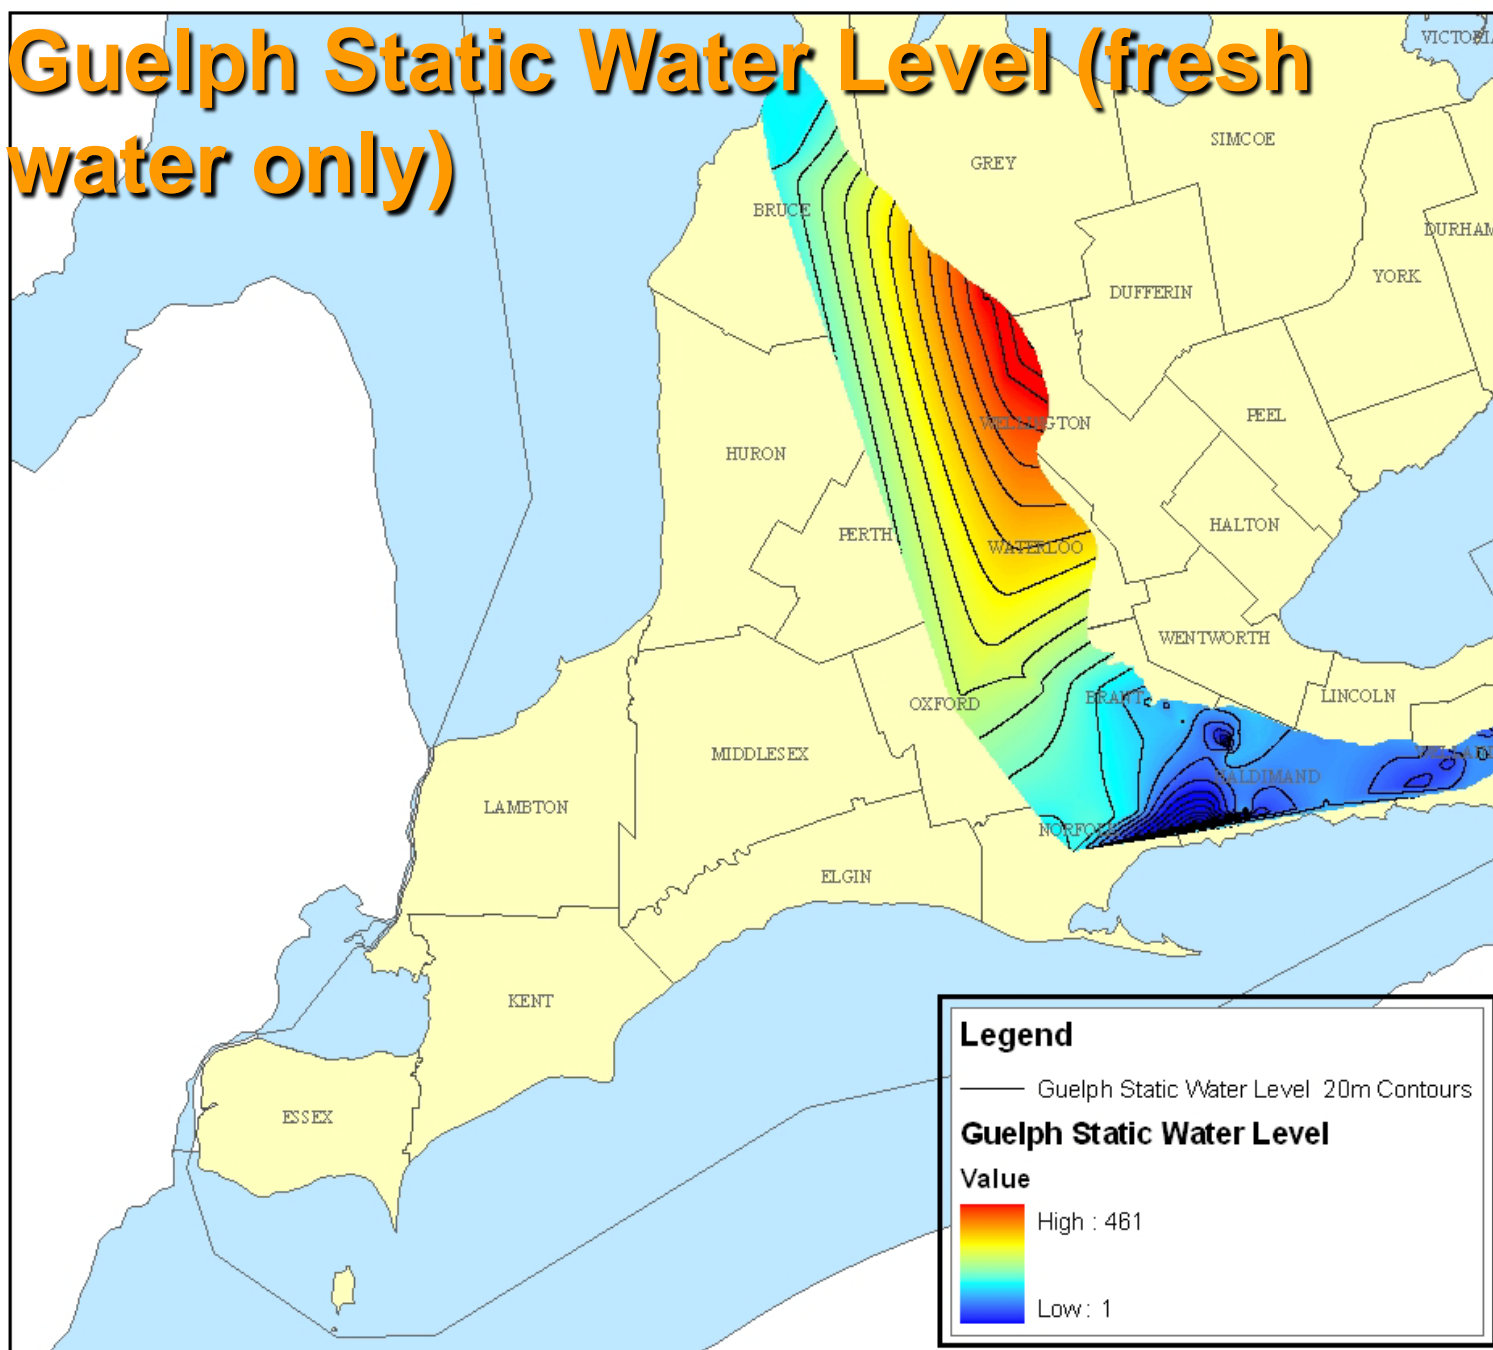 Guelph Static Water Level (fresh
water only)
VICTORIA
SIMCOE
GREY
BRUCE
DURHAM
YORK
DUFFERIN
PEEL
WELLINGTON
HURON
HALTON
PERTH
WATERLOO
WENTWORTH
LINCOLN
BRANT
OXFORD
MIDDLESEX
WELLAND
HALDIMAND
LAMBTON
NORFOLK
ELGIN
KENT
ESSEX
Legend
Guelph Static Water Level 20m Contours
Guelph Static Water Level
Value
High : 461
Low : 1